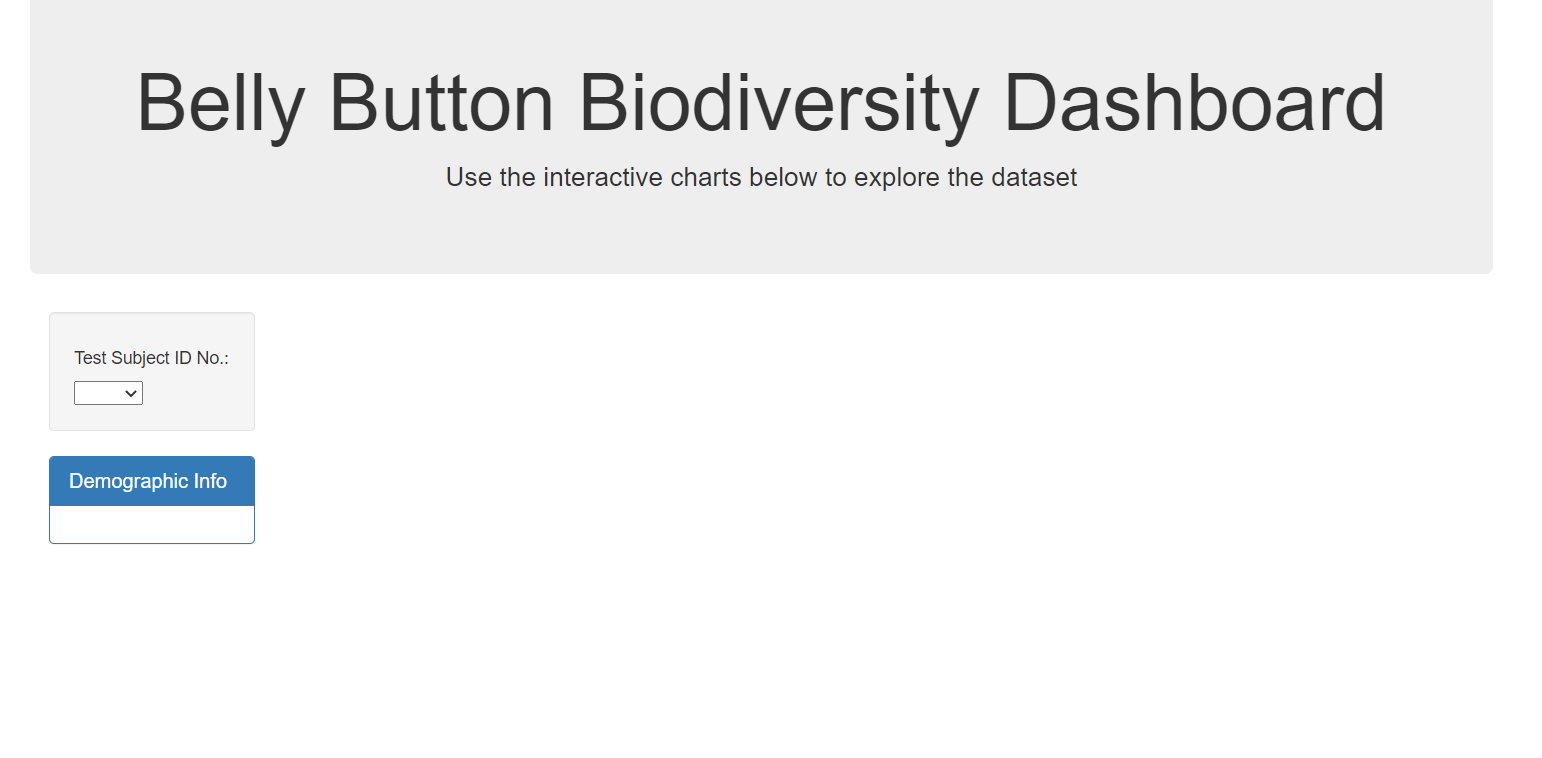 Belly Button Biodiversity Dashboard
Use the interactive charts below to explore the dataset
Test Subject ID No.:
Demographic Info